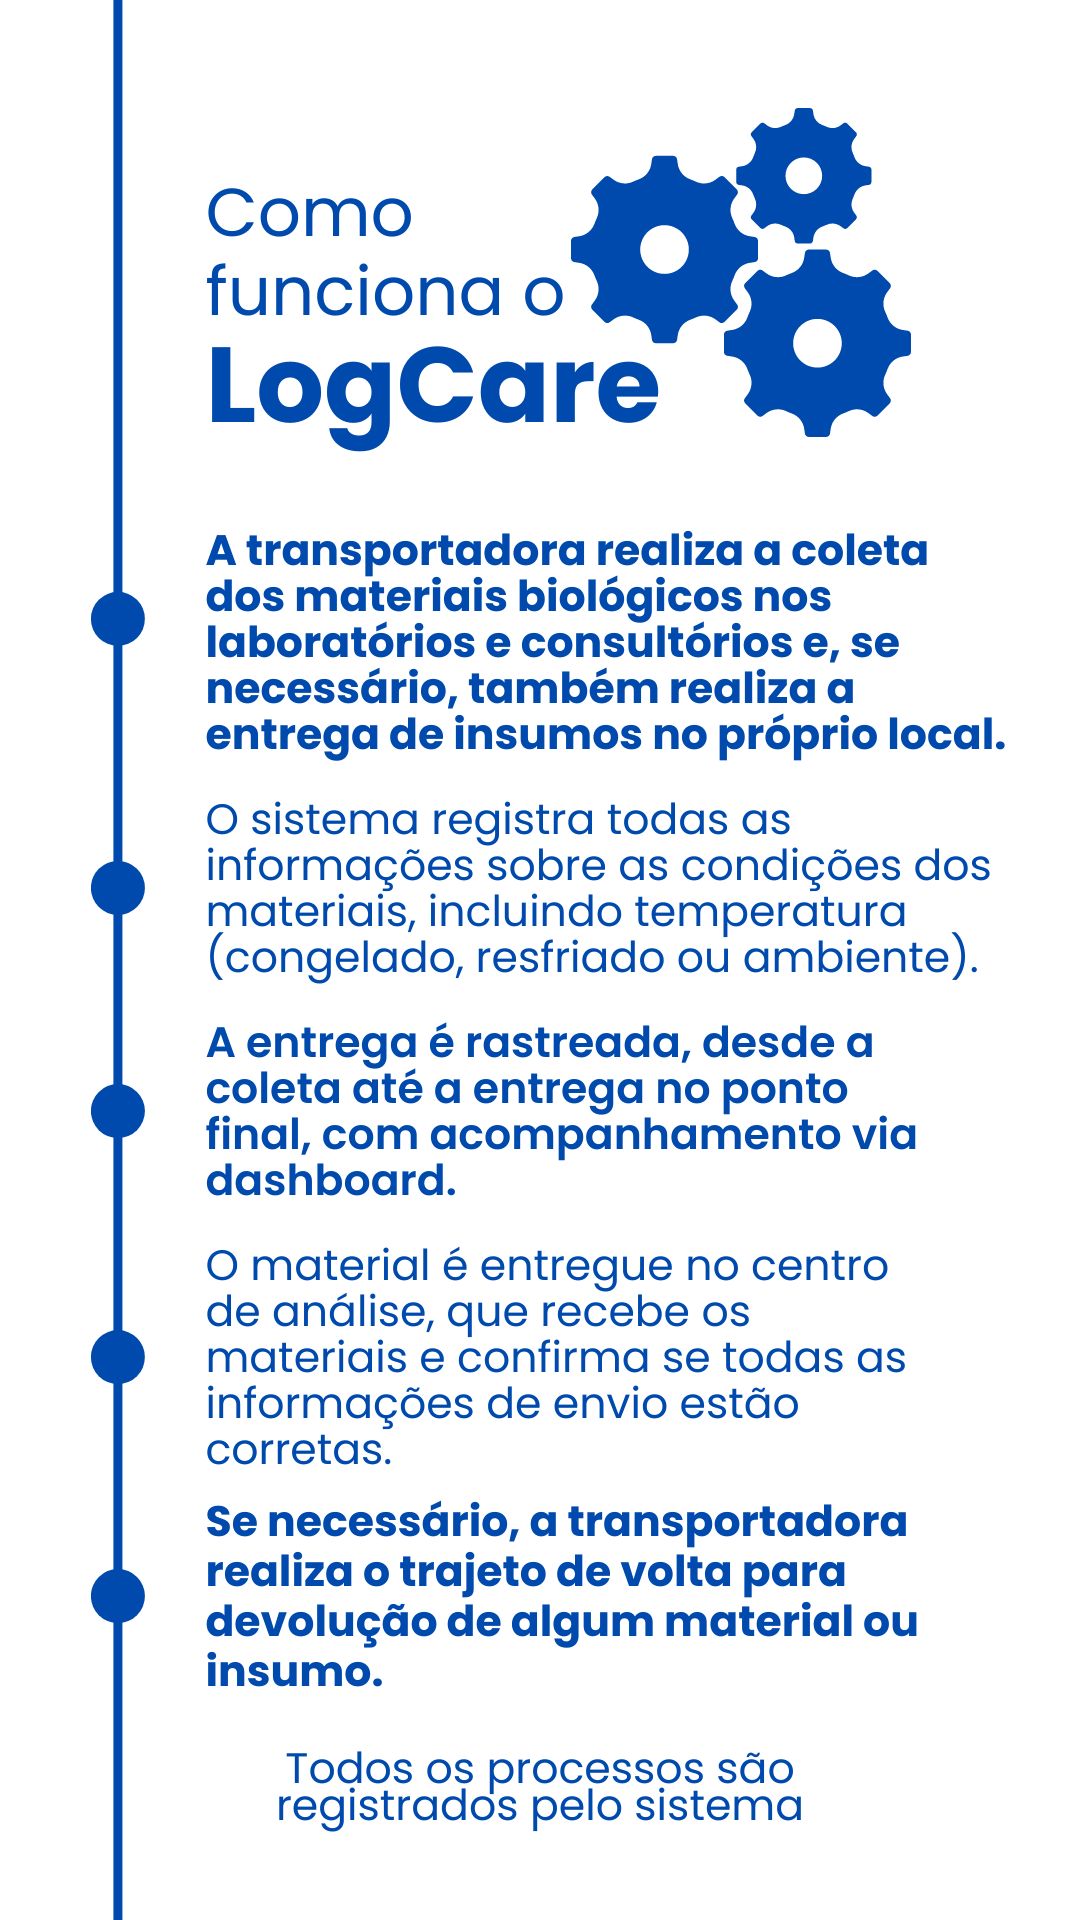 Como
funciona o
LogCare
A transportadora realiza a coleta
dos materiais biológicos nos
laboratórios e consultórios e, se
necessário, também realiza a
entrega de insumos no próprio local.
O sistema registra todas as
informações sobre as condições dos
materiais, incluindo temperatura
(congelado, resfriado ou ambiente).
A entrega é rastreada, desde a
coleta até a entrega no ponto
final, com acompanhamento via
dashboard.
O material é entregue no centro
de análise, que recebe os
materiais e confirma se todas as
informações de envio estão
corretas.
Se necessário, a transportadora
realiza o trajeto de volta para
devolução de algum material ou
insumo.
Todos os processos são
registrados pelo sistema